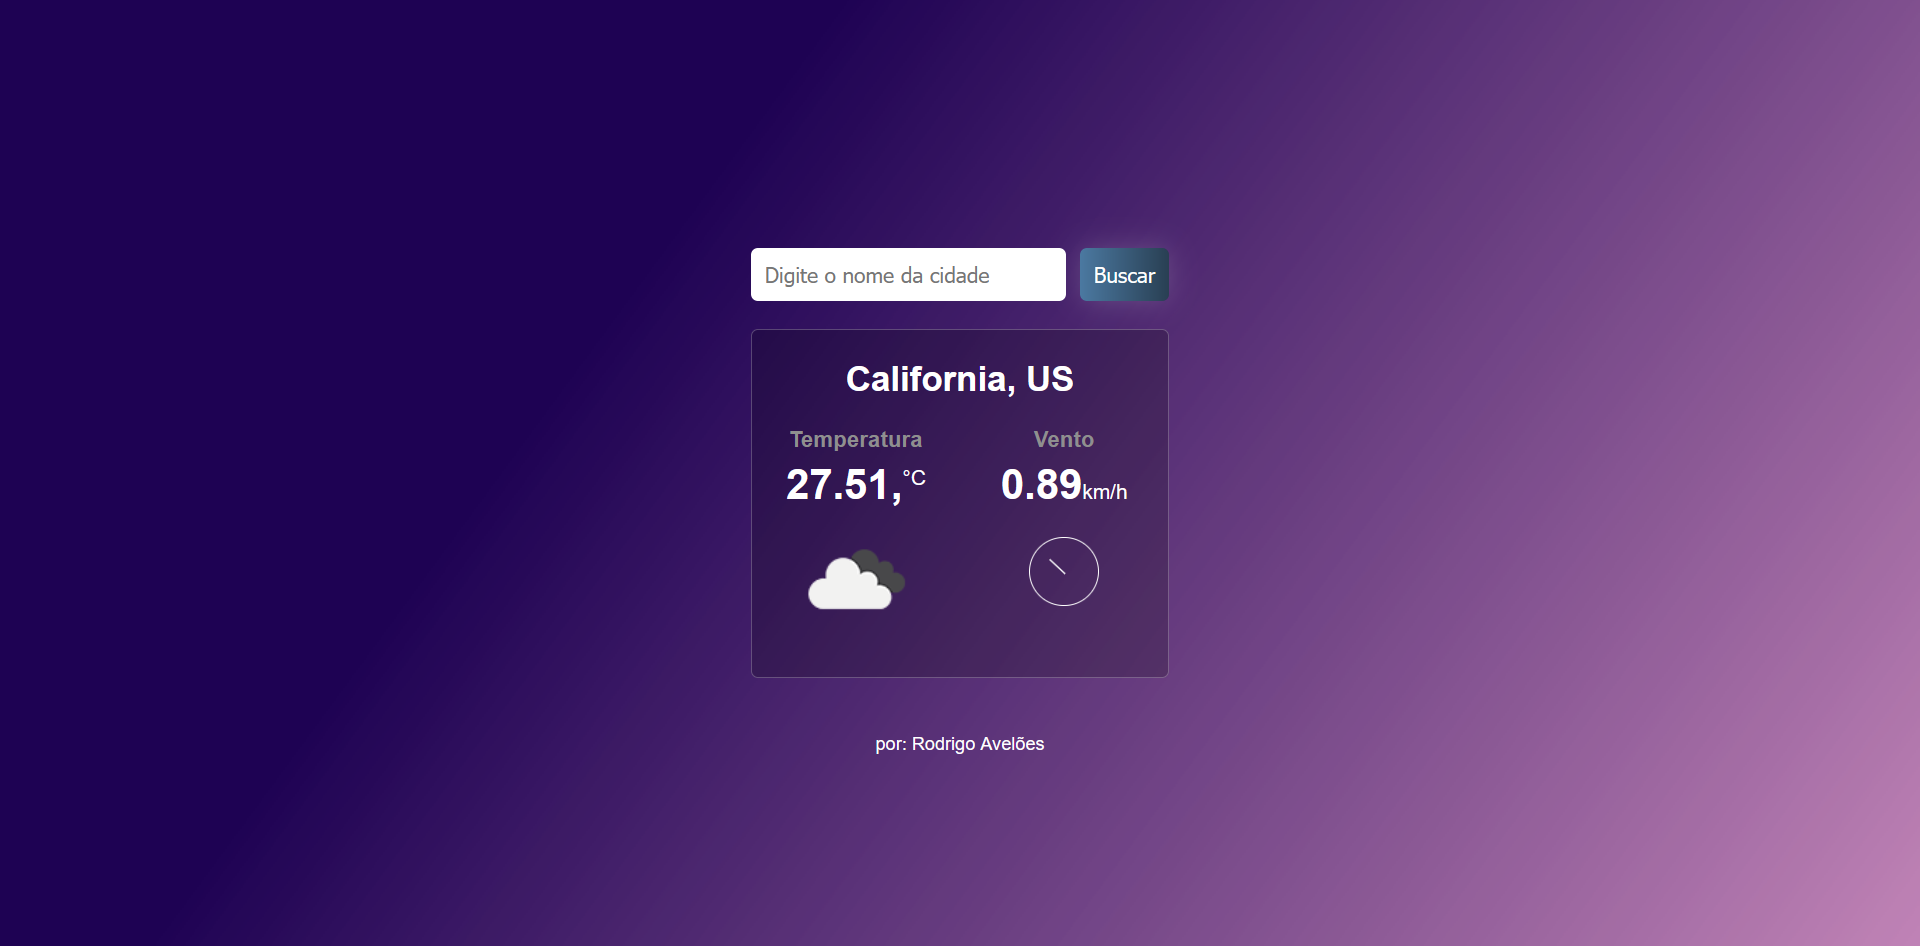 Digite o nome da cidade Buscar
California, US
Temperatura Vento
27.51,°C 0.89km/h
por: Rodrigo Avelões